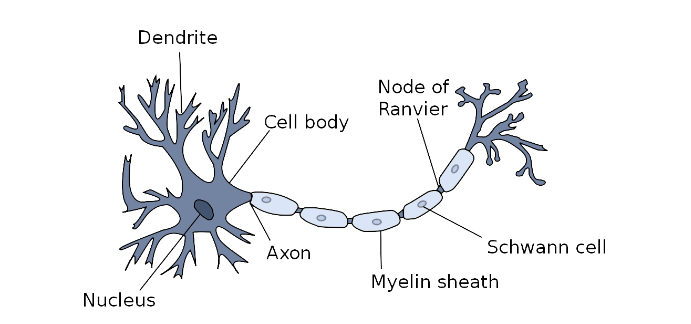 Dendrite
Node of
Ranvier
Cell body
Axon
Schwann cell
Myelin sheath
Nucleus